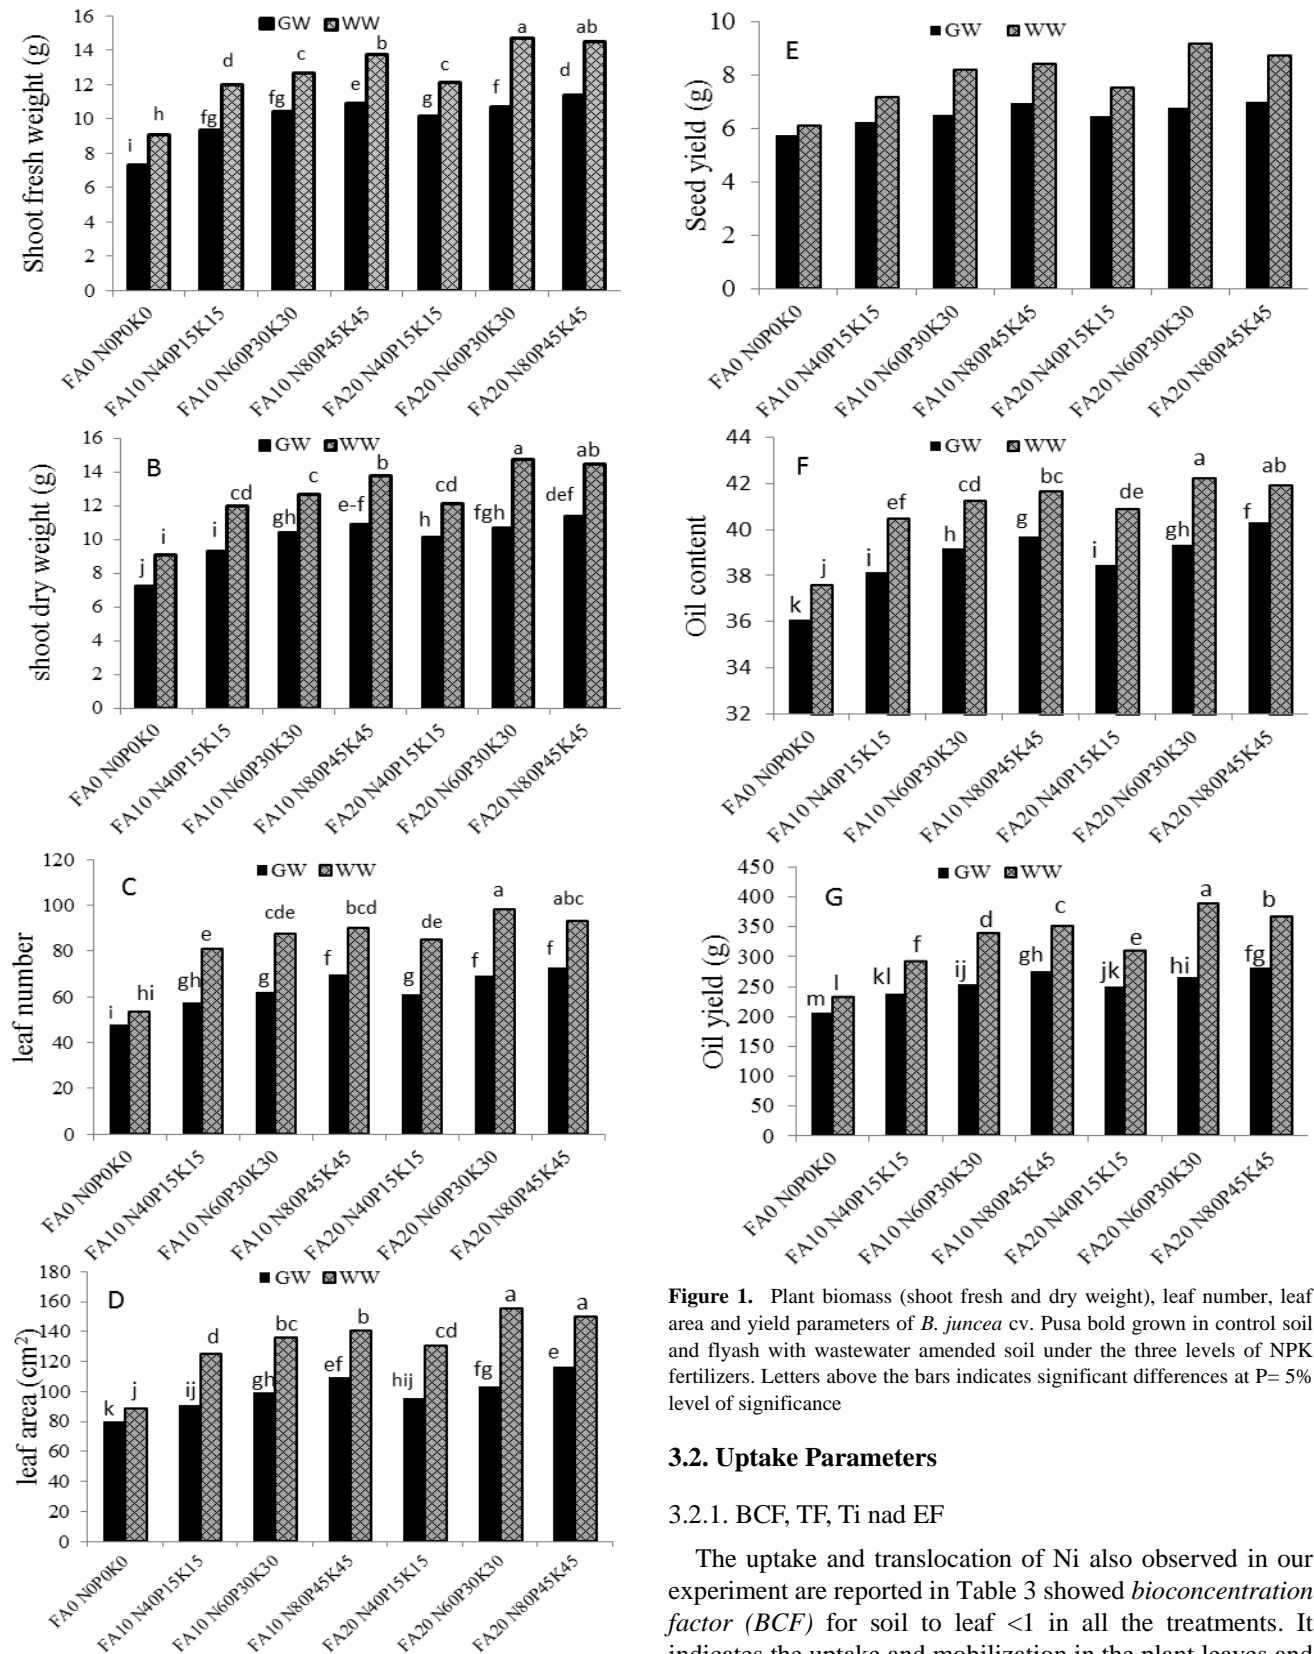 Shoot fresh weight (g)
16
14
12
10
8
6
4
2
0
GW WW
i h fg d fg c e b g c f a d ab
FA0 N0P0K0
FA10 N40P15K15
FA10 N60P30K30
FA10 N80P45K45
FA20 N40P15K15
FA20 N60P30K30
FA20 N80P45K45
shoot dry weight (g)
16
14
12
10
8
6
4
2
0
B
GW WW
j i i cd gh c e-f b h cd fgh a def ab
FA0 N0P0K0
FA10 N40P15K15
FA10 N60P30K30
FA10 N80P45K45
FA20 N40P15K15
FA20 N60P30K30
FA20 N80P45K45
leaf number
120
100
80
60
40
20
0
C
GW WW
i hi gh e g cde f bcd g de f a f abc
FA0 N0P0K0
FA10 N40P15K15
FA10 N60P30K30
FA10 N80P45K45
FA20 N40P15K15
FA20 N60P30K30
FA20 N80P45K45
leaf area (cm²)
180
160
140
120
100
80
60
40
20
0
D
GW WW
k j ij d gh bc ef b hij cd fg a e a
FA0 N0P0K0
FA10 N40P15K15
FA10 N60P30K30
FA10 N80P45K45
FA20 N40P15K15
FA20 N60P30K30
FA20 N80P45K45
Seed yield (g)
10
8
6
4
2
0
E
GW WW
FA0 N0P0K0
FA10 N40P15K15
FA10 N60P30K30
FA10 N80P45K45
FA20 N40P15K15
FA20 N60P30K30
FA20 N80P45K45
Oil content
44
42
40
38
36
34
32
F
GW WW
k j i ef h cd g bc i de gh a f ab
FA0 N0P0K0
FA10 N40P15K15
FA10 N60P30K30
FA10 N80P45K45
FA20 N40P15K15
FA20 N60P30K30
FA20 N80P45K45
Oil yield (g)
450
400
350
300
250
200
150
100
50
0
G
GW WW
m l kl f ij d gh c jk e hi a fg b
FA0 N0P0K0
FA10 N40P15K15
FA10 N60P30K30
FA10 N80P45K45
FA20 N40P15K15
FA20 N60P30K30
FA20 N80P45K45
Figure 1. Plant biomass (shoot fresh and dry weight), leaf number, leaf
area and yield parameters of B. juncea cv. Pusa bold grown in control soil
and flyash with wastewater amended soil under the three levels of NPK
fertilizers. Letters above the bars indicates significant differences at P= 5%
level of significance
3.2. Uptake Parameters
3.2.1. BCF, TF, Ti nad EF
The uptake and translocation of Ni also observed in our
experiment are reported in Table 3 showed bioconcentration
factor (BCF) for soil to leaf <1 in all the treatments. It
indicates the uptake and mobilization in the plant leaves and